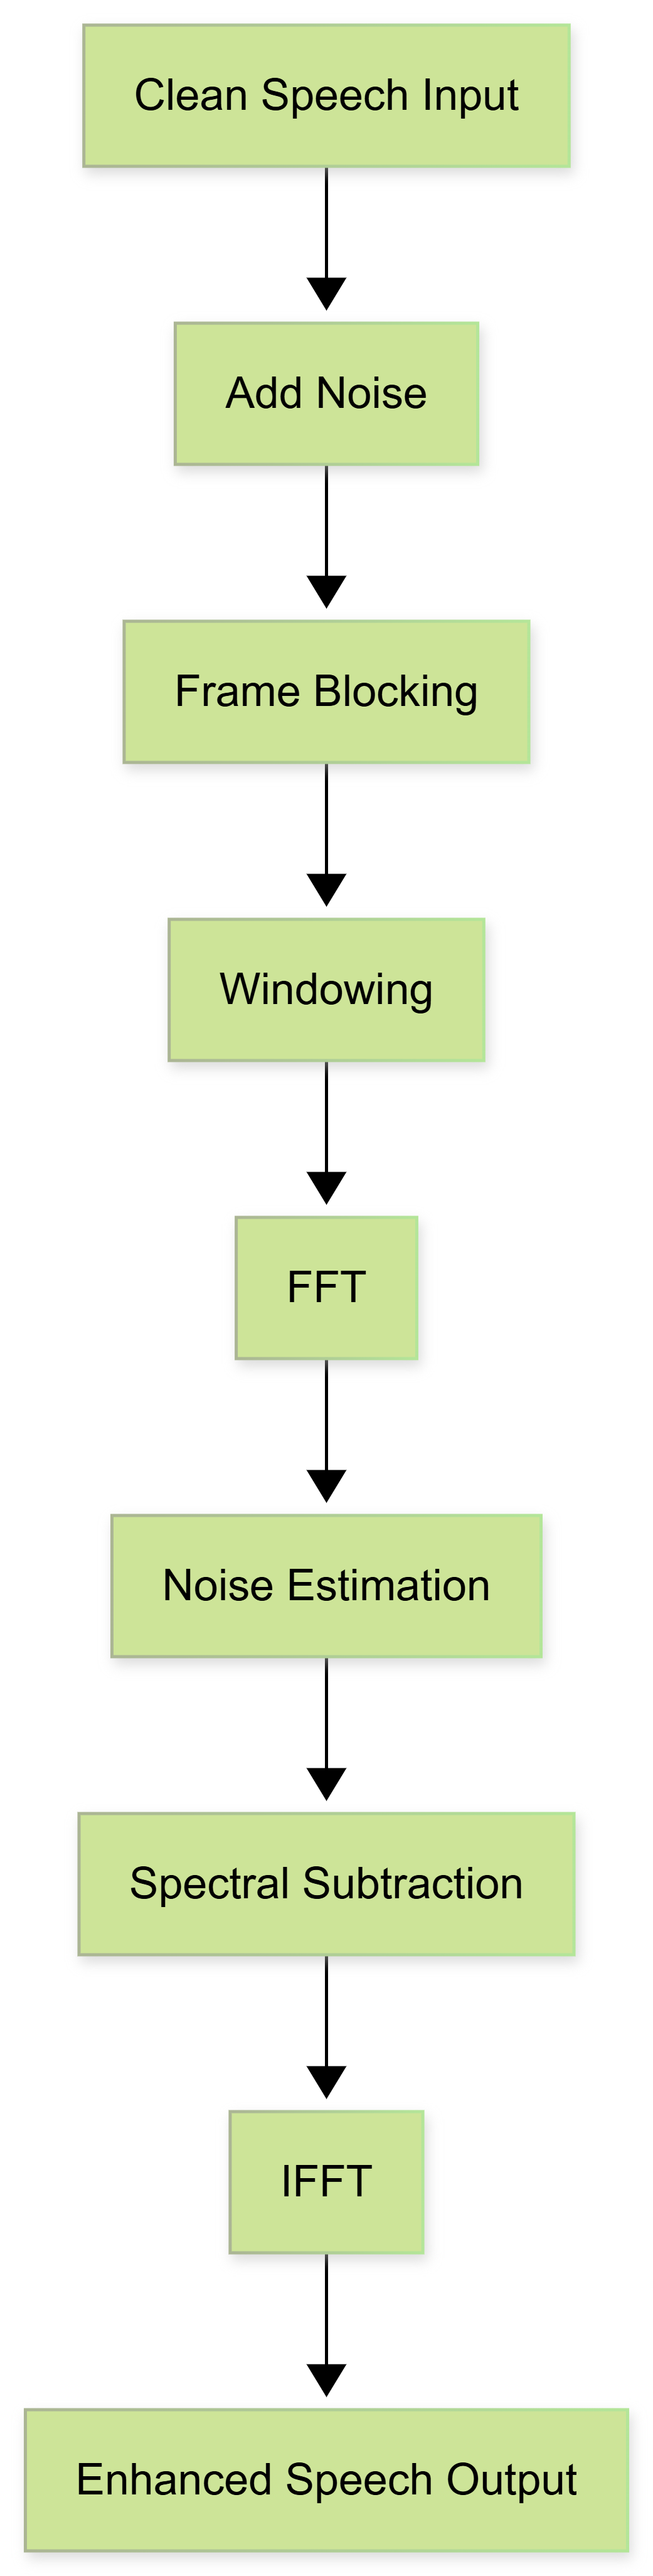 Clean Speech Input
Add Noise
Frame Blocking
Windowing
FFT
Noise Estimation
Spectral Subtraction
IFFT
Enhanced Speech Output